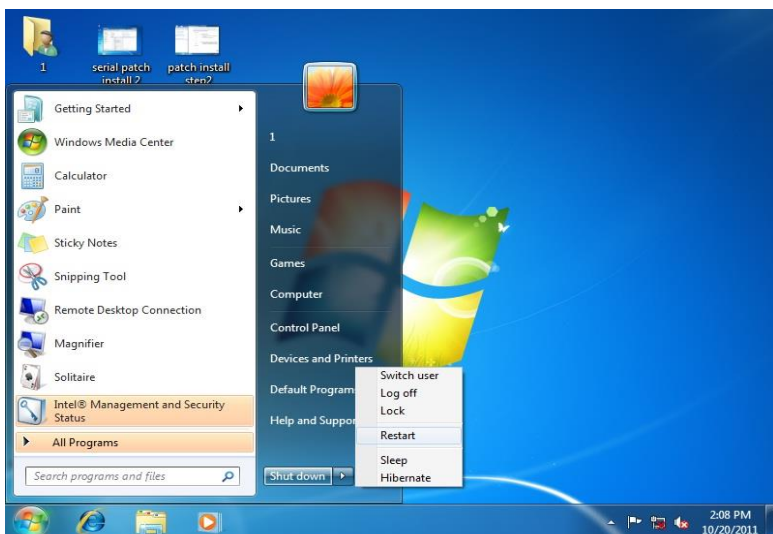 1
serial patch install 2
patch install step2
Getting Started
Windows Media Center
Calculator
Paint
Sticky Notes
Snipping Tool
Remote Desktop Connection
Magnifier
Solitaire
Intel® Management and Security
Status
All Programs
Search programs and files
1
Documents
Pictures
Music
Games
Computer
Control Panel
Devices and Printers
Default Program
Help and Suppor
Shut down
Switch user
Log off
Lock
Restart
Sleep
Hibernate
2:08 PM
10/20/2011